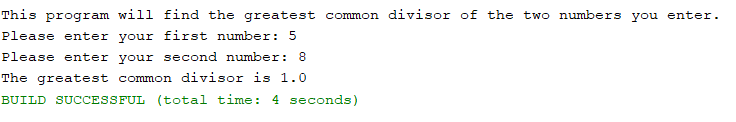 This program will find the greatest common divisor of the two numbers you enter.
Please enter your first number: 5
Please enter your second number: 8
The greatest common divisor is 1.0
BUILD SUCCESSFUL (total time: 4 seconds)